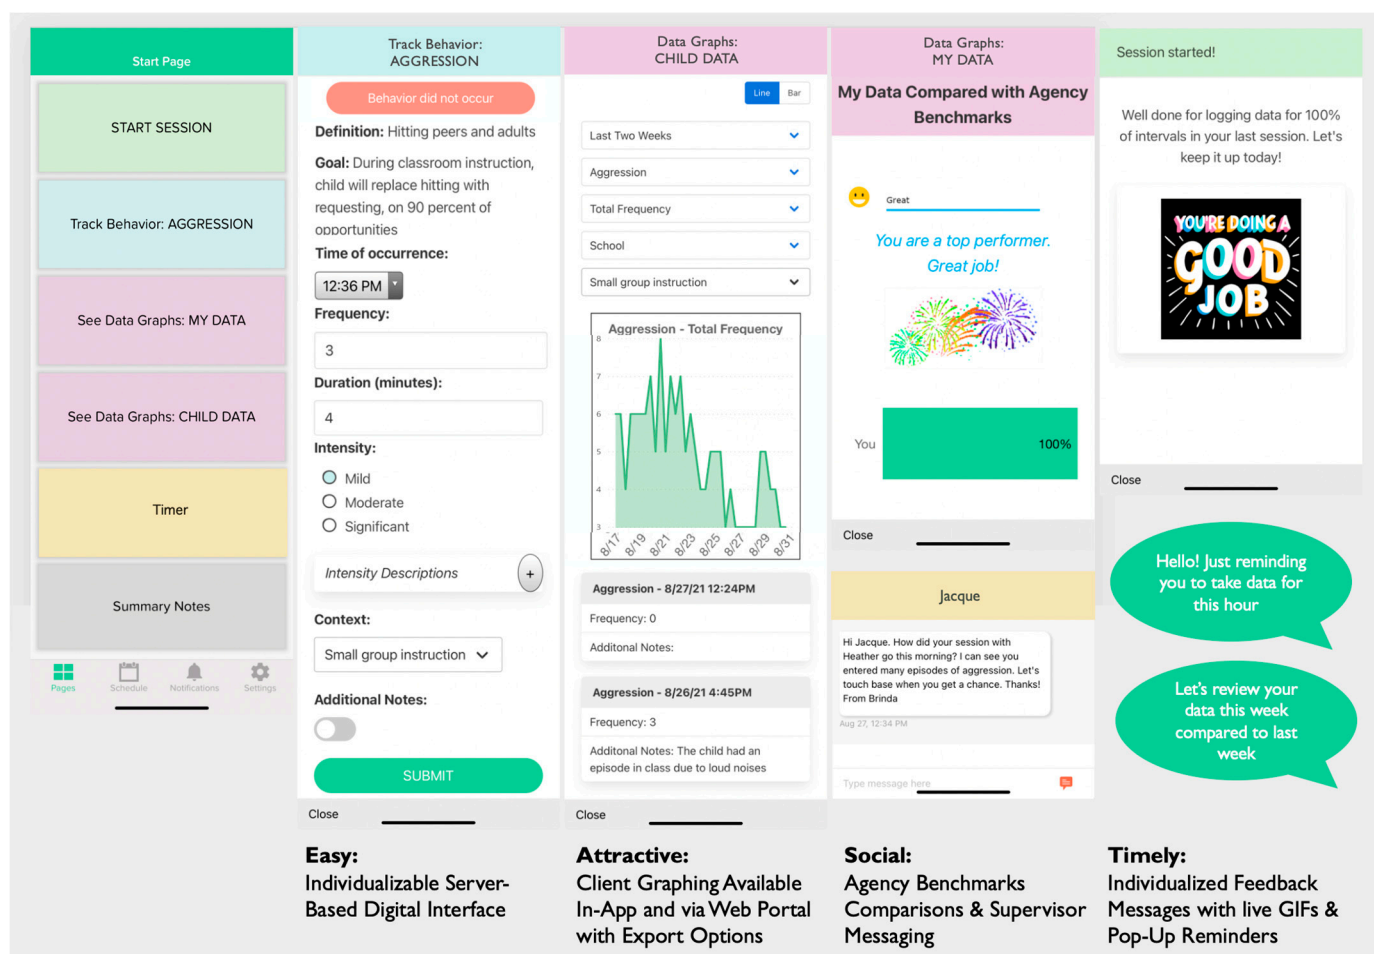 Start Page
START SESSION
Track Behavior: AGGRESSION
See Data Graphs: MY DATA
See Data Graphs: CHILD DATA
Timer
Summary Notes
Pages
Schedule
Notifications
Settings
Track Behavior:
AGGRESSION
Behavior did not occur
Definition: Hitting peers and adults
Goal: During classroom instruction,
child will replace hitting with
requesting, on 90 percent of
opportunities
Time of occurrence:
12:36 PM
Frequency:
3
Duration (minutes):
4
Intensity:
Mild
Moderate
Significant
Intensity Descriptions
+
Context:
Small group instruction
Additional Notes:
SUBMIT
Close
Easy:
Individualizable Server-
Based Digital Interface
Data Graphs:
CHILD DATA
Line
Bar
Last Two Weeks
Aggression
Total Frequency
School
Small group instruction
Aggression - Total Frequency
8
7
6
5
4
3
8/17
8/19
8/21
8/23
8/25
8/27
8/29
8/31
Aggression - 8/27/21 12:24PM
Frequency: 0
Additonal Notes:
Aggression - 8/26/21 4:45PM
Frequency: 3
Additonal Notes: The child had an
episode in class due to loud noises
Close
Attractive:
Client Graphing Available
In-App and via Web Portal
with Export Options
Data Graphs:
MY DATA
My Data Compared with Agency
Benchmarks
Great
You are a top performer.
Great job!
You
100%
Close
Jacque
Hi Jacque. How did your session with
Heather go this morning? I can see you
entered many episodes of aggression. Let's
touch base when you get a chance. Thanks!
From Brinda
Aug 27, 12:34 PM
Type message here
Social:
Agency Benchmarks
Comparisons & Supervisor
Messaging
Session started!
Well done for logging data for 100%
of intervals in your last session. Let's
keep it up today!
YOU'RE DOING A
GOOD
JOB
Close
Hello! Just reminding
you to take data for
this hour
Let's review your
data this week
compared to last
week
Timely:
Individualized Feedback
Messages with live GIFs &
Pop-Up Reminders